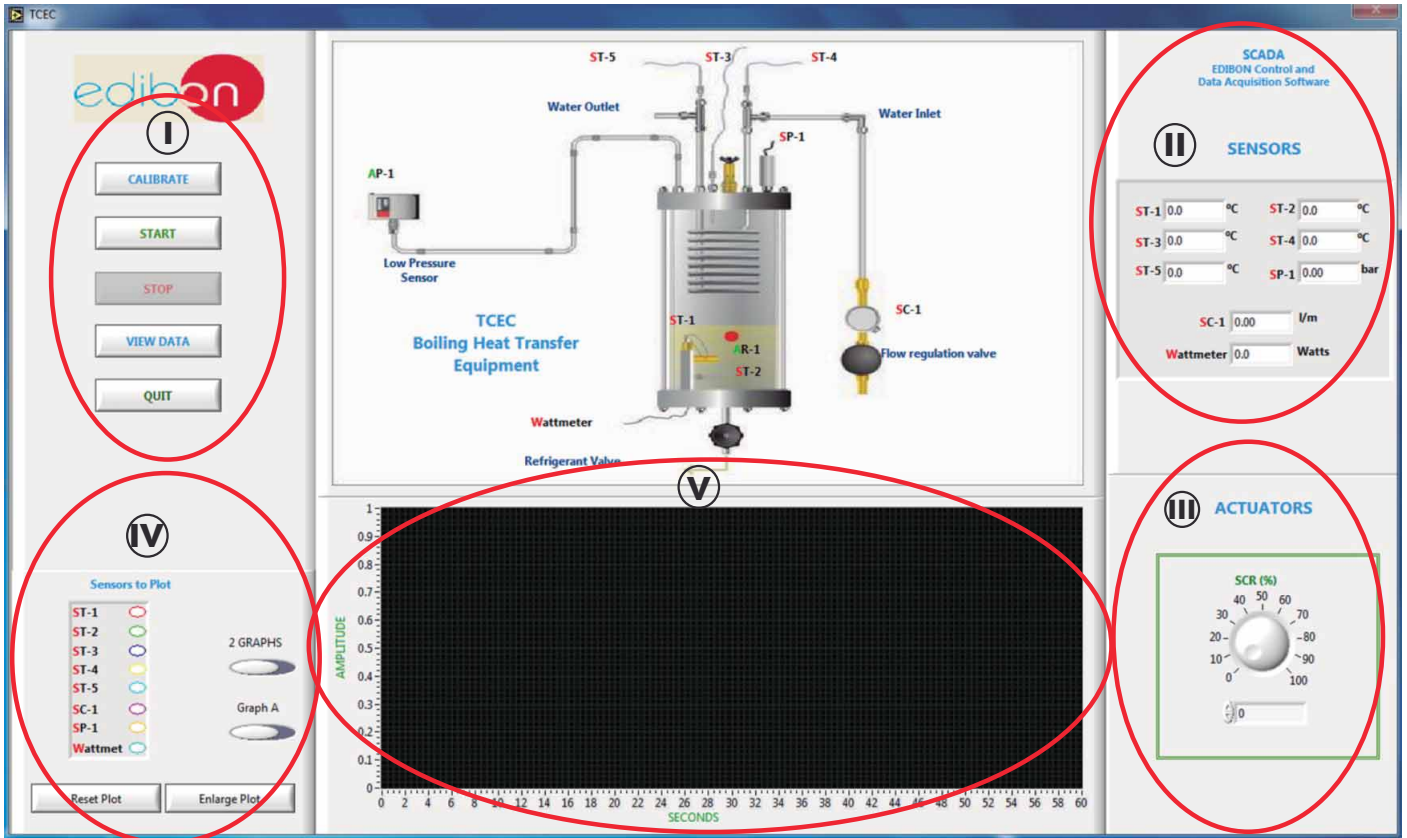 TCEC
edibon
I
CALIBRATE
START
STOP
VIEW DATA
QUIT
ST-5
ST-3
ST-4
Water Outlet
Water Inlet
SP-1
AP-1
Low Pressure
Sensor
TCEC
Boiling Heat Transfer
Equipment
ST-1
AR-1
ST-2
SC-1
Flow regulation valve
Wattmeter
Refrigerant Valve
SCADA
EDIBON Control and
Data Acquisition Software
II
SENSORS
ST-1 0.0 ºC ST-2 0.0 ºC
ST-3 0.0 ºC ST-4 0.0 ºC
ST-5 0.0 ºC SP-1 0.00 bar
SC-1 0.00 l/m
Wattmeter 0.0 Watts
IV
Sensors to Plot
ST-1
ST-2
ST-3
ST-4
ST-5
SC-1
SP-1
Wattmet
2 GRAPHS
Graph A
Reset Plot
Enlarge Plot
V
AMPLITUDE
1
0.9
0.8
0.7
0.6
0.5
0.4
0.3
0.2
0.1
0
0 2 4 6 8 10 12 14 16 18 20 22 24 26 28 30 32 34 36 38 40 42 44 46 48 50 52 54 56 58 60
SECONDS
III
ACTUATORS
SCR (%)
0 10 20 30 40 50 60 70 80 90 100
0